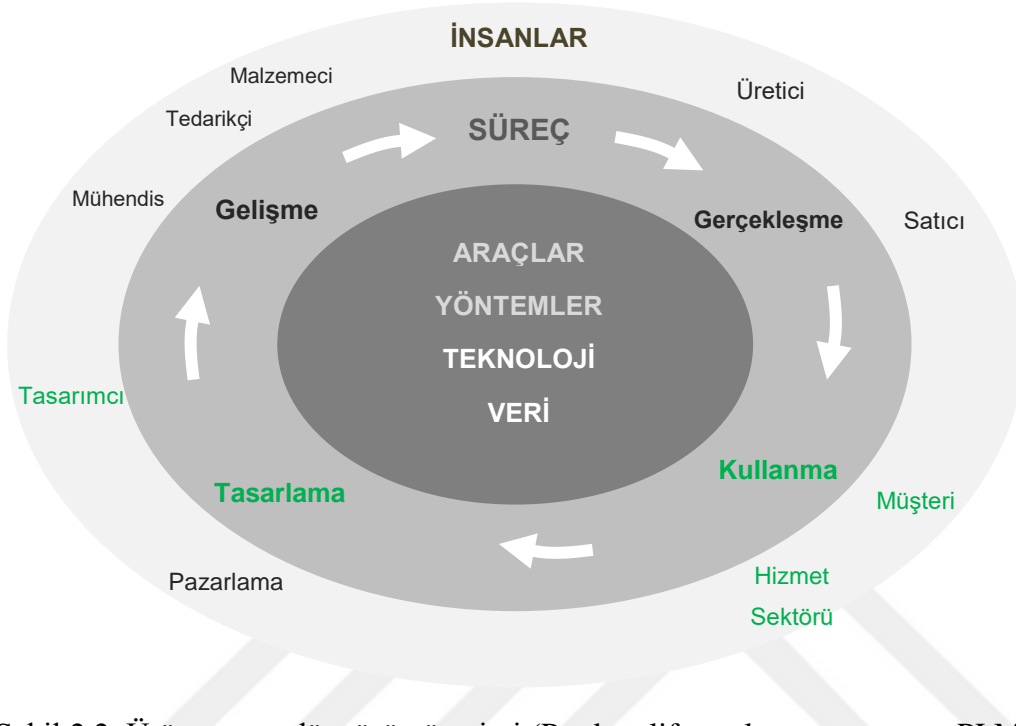 İNSANLAR
Malzemeci
Üretici
Tedarikçi
SÜREÇ
Mühendis
Gelişme
Gerçekleşme
Satıcı
ARAÇLAR
YÖNTEMLER
TEKNOLOJİ
VERİ
Tasarımcı
Tasarlama
Kullanma
Müşteri
Pazarlama
Hizmet
Sektörü